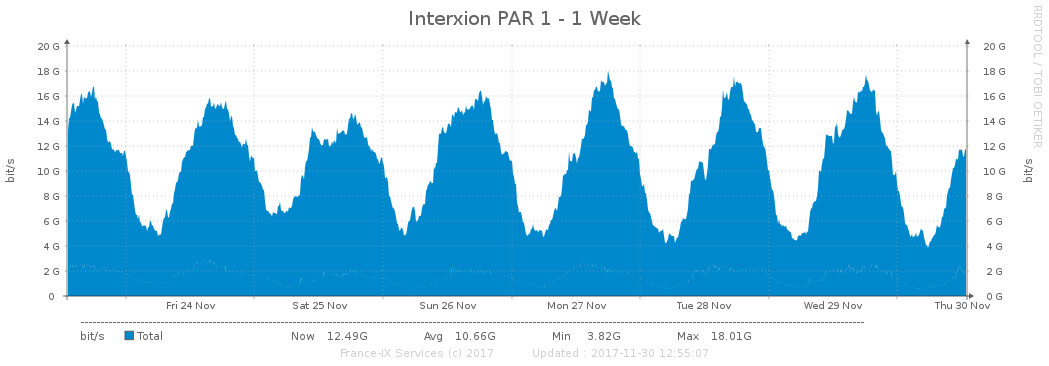 Interxion PAR 1 - 1 Week
RRDTOOL / TOBI OETIKER
bit/s
20 G 20 G
18 G 18 G
16 G 16 G
14 G 14 G
12 G 12 G
10 G 10 G
8 G 8 G
6 G 6 G
4 G 4 G
2 G 2 G
0 0 G
bit/s
Fri 24 Nov Sat 25 Nov Sun 26 Nov Mon 27 Nov Tue 28 Nov Wed 29 Nov Thu 30 Nov
bit/s Total Now 12.49G Avg 10.66G Min 3.82G Max 18.01G
France-IX Services (c) 2017 Updated : 2017-11-30 12:55:07